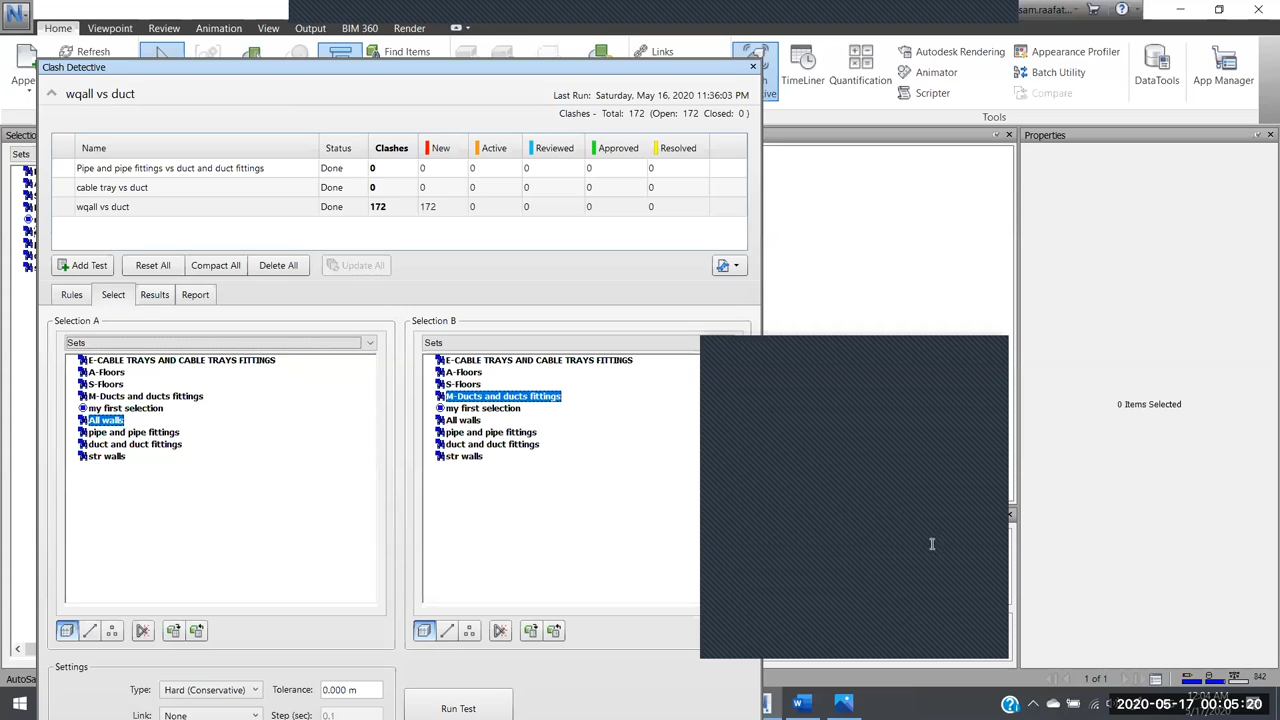 sam.raafat...
Home Viewpoint Review Animation View Output BIM 360 Render
Refresh
Find Items
Links
TimeLiner
Quantification
Autodesk Rendering
Animator
Scripter
Appearance Profiler
Batch Utility
Compare
DataTools
App Manager
Tools
Clash Detective
wqall vs duct
Last Run: Saturday, May 16, 2020 11:36:03 PM
Clashes - Total: 172 (Open: 172 Closed: 0 )
Name Status Clashes New Active Reviewed Approved Resolved
Pipe and pipe fittings vs duct and duct fittings Done 0 0 0 0 0 0
cable tray vs duct Done 0 0 0 0 0 0
wqall vs duct Done 172 172 0 0 0 0
Add Test Reset All Compact All Delete All Update All
Rules Select Results Report
Selection A
Sets
E-CABLE TRAYS AND CABLE TRAYS FITTINGS
A-Floors
S-Floors
M-Ducts and ducts fittings
my first selection
All walls
pipe and pipe fittings
duct and duct fittings
str walls
Selection B
Sets
E-CABLE TRAYS AND CABLE TRAYS FITTINGS
A-Floors
S-Floors
M-Ducts and ducts fittings
my first selection
All walls
pipe and pipe fittings
duct and duct fittings
str walls
Settings
Type: Hard (Conservative) Tolerance: 0.000 m
Link: None Step (sec): 0.1
Run Test
Sets
Properties
0 Items Selected
1 of 1
842
2020-05-17 00:05:20